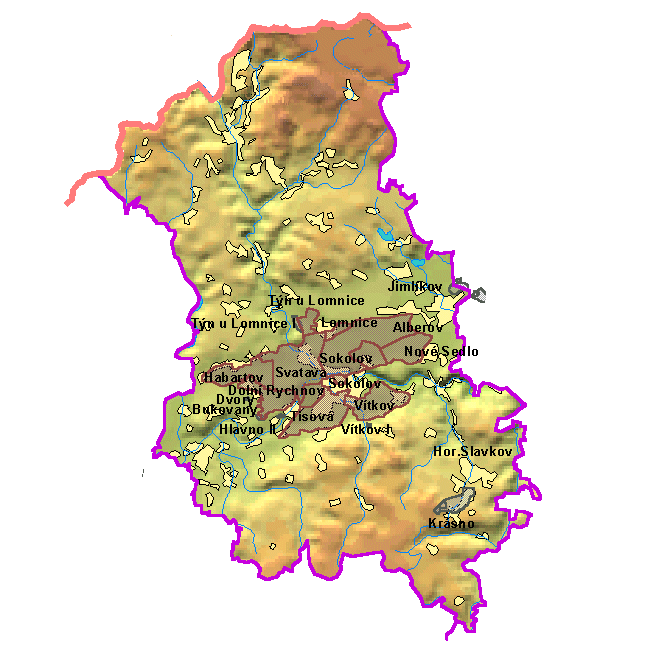 Jimlíkov
Týn u Lomnice
Týn u Lomnice I
Lomnice
Alberov
Nové Sedlo
Sokolov
Svatava
Habartov
Sokolov
Dolní Rychnov
Dvory
Vítkov
Bukovany
Tisová
Hlavno II
Vítkov I
Hor.Slavkov
Krásno